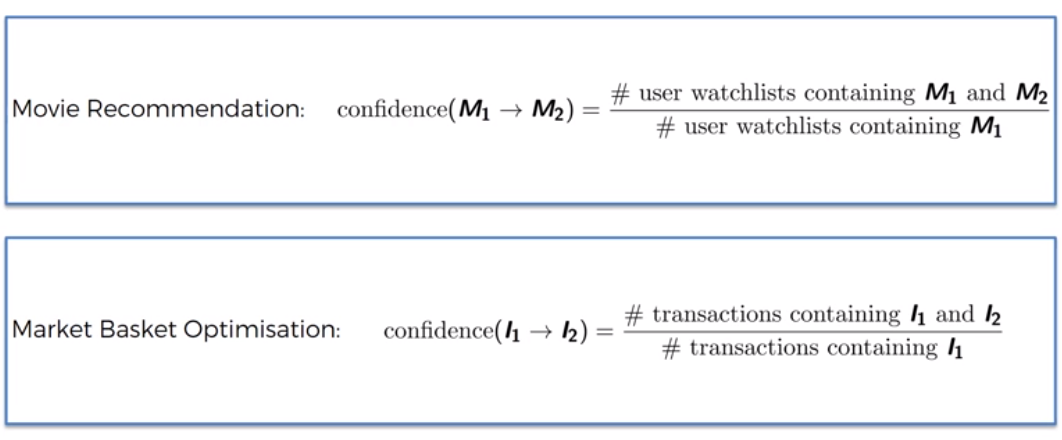 Movie Recommendation: confidence(M₁ → M₂) = # user watchlists containing M₁ and M₂ / # user watchlists containing M₁
Market Basket Optimisation: confidence(I₁ → I₂) = # transactions containing I₁ and I₂ / # transactions containing I₁